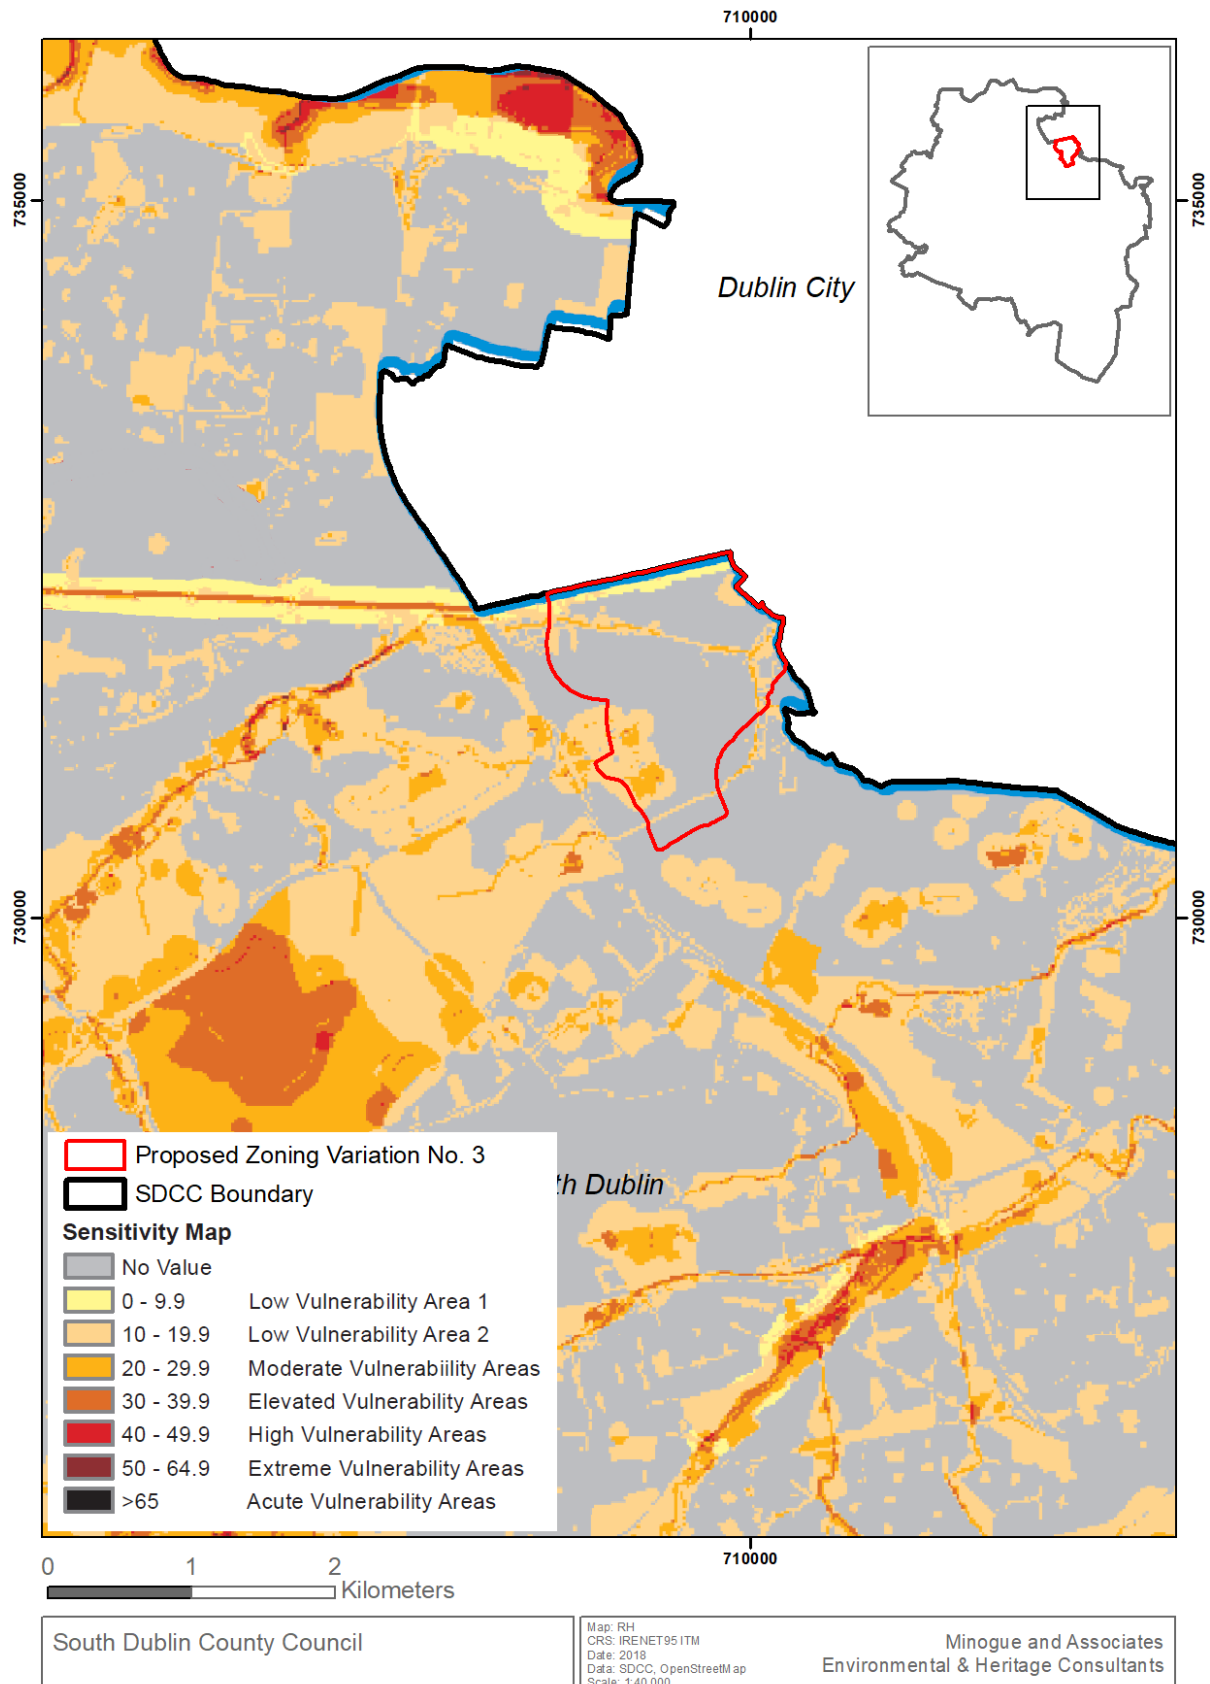 710000
735000
735000
Dublin City
730000
730000
th Dublin
Proposed Zoning Variation No. 3
SDCC Boundary
Sensitivity Map
No Value
0 - 9.9 Low Vulnerability Area 1
10 - 19.9 Low Vulnerability Area 2
20 - 29.9 Moderate Vulnerabiility Areas
30 - 39.9 Elevated Vulnerability Areas
40 - 49.9 High Vulnerability Areas
50 - 64.9 Extreme Vulnerability Areas
>65 Acute Vulnerability Areas
710000
0 1 2
Kilometers
South Dublin County Council
Map: RH
CRS: IRENET95 ITM
Date: 2018
Data: SDCC, OpenStreetMap
Scale: 1:40,000
Minogue and Associates
Environmental & Heritage Consultants